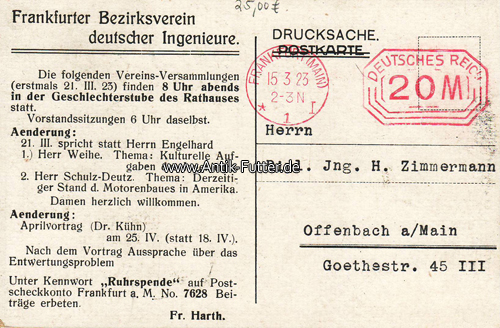 25,00 €
Frankfurter Bezirksverein
deutscher Ingenieure.
Die folgenden Vereins-Versammlungen
(erstmals 21. III. 23) finden 8 Uhr abends
in der Geschlechterstube des Rathauses
statt.
Vorstandssitzungen 6 Uhr daselbst.
Aenderung:
21. III. spricht statt Herrn Engelhard
1.) Herr Weihe. Thema: Kulturelle Auf-
gaben
2. Herr Schulz-Deutz. Thema: Derzeiti-
ger Stand d. Motorenbaues in Amerika.
Damen herzlich willkommen.
Aenderung:
Aprilvortrag (Dr. Kühn)
am 25. IV. (statt 18. IV.).
Nach dem Vortrag Aussprache über das
Entwertungsproblem
Unter Kennwort „Ruhrspende" auf Post-
scheckkonto Frankfurt a. M. No. 7628 Bei-
träge erbeten.
Fr. Harth.
DRUCKSACHE.
POSTKARTE
FRANKFURT (MAIN)
15 3 23
2-3 N
* 1 I
DEUTSCHES REICH
20 M
Herrn
Jng. H. Zimmermann
Offenbach a/Main
Goethestr. 45 III
www.Antik-Futter.de